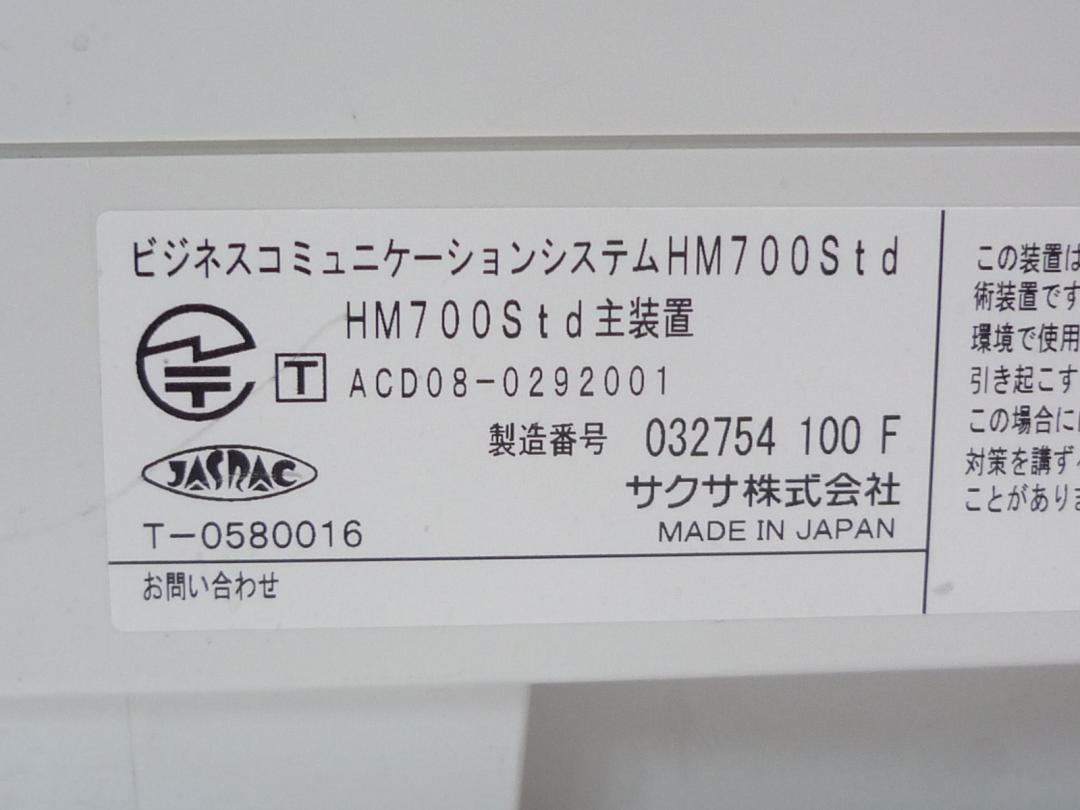 ビジネスコミュニケーションシステムHM700Std
HM700Std主装置
T ACD08-0292001
製造番号 032754 100 F
JASRAC
サクサ株式会社
T-0580016
MADE IN JAPAN
お問い合わせ
この装置は
術装置です
環境で使用
引き起こす
この場合には
対策を講ず
ことがありま